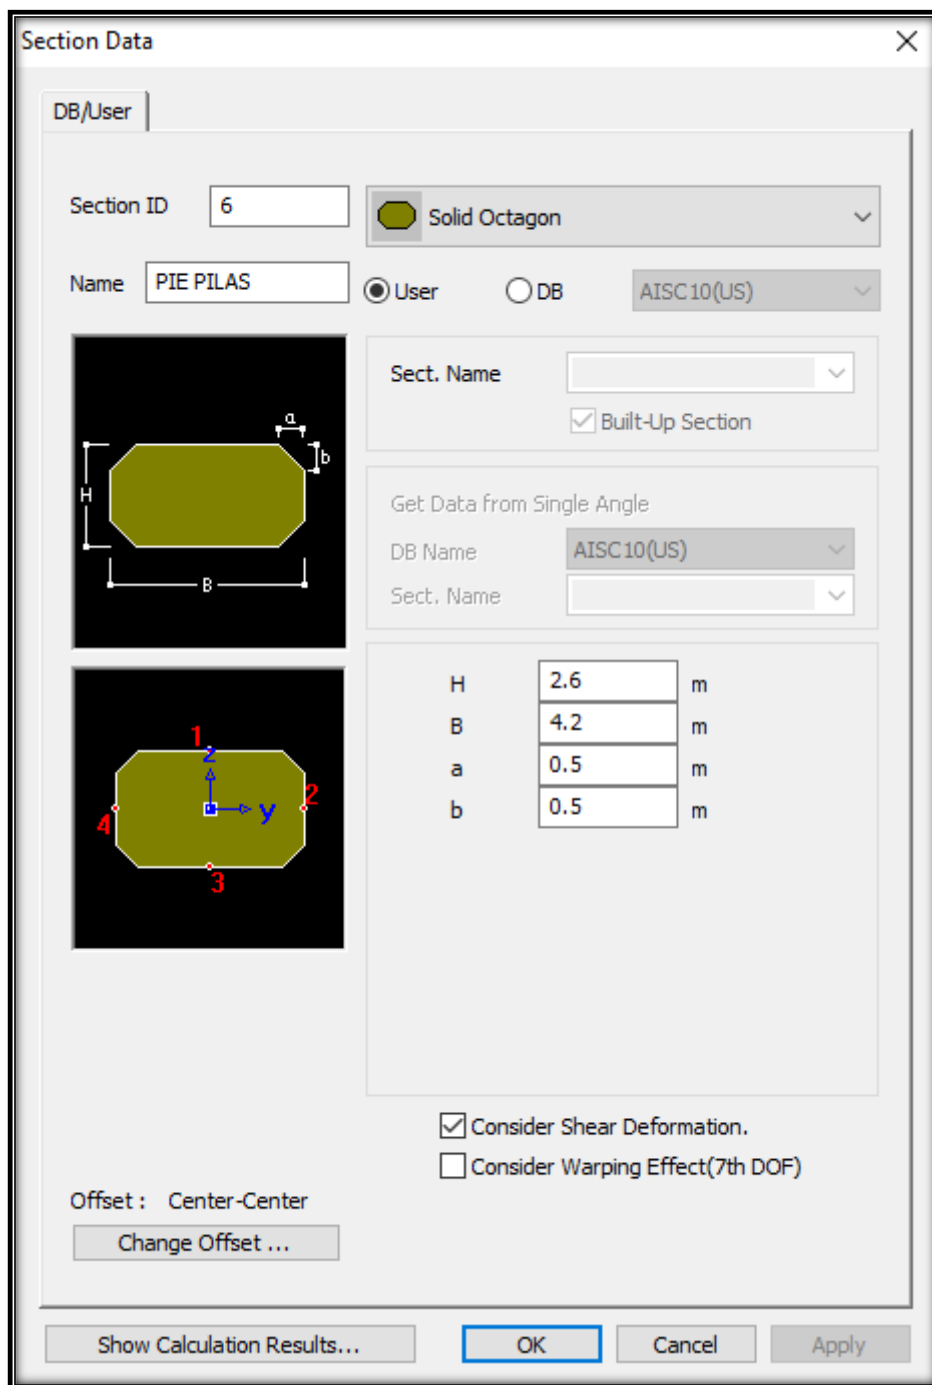 Section Data
DB/User
Section ID 6 Solid Octagon
Name PIE PILAS User DB AISC10(US)
Sect. Name
Built-Up Section
a
b
H
B
Get Data from Single Angle
DB Name AISC10(US)
Sect. Name
H 2.6 m
B 4.2 m
a 0.5 m
b 0.5 m
1
z
2
y
4
3
Consider Shear Deformation.
Consider Warping Effect(7th DOF)
Offset : Center-Center
Change Offset ...
Show Calculation Results... OK Cancel Apply